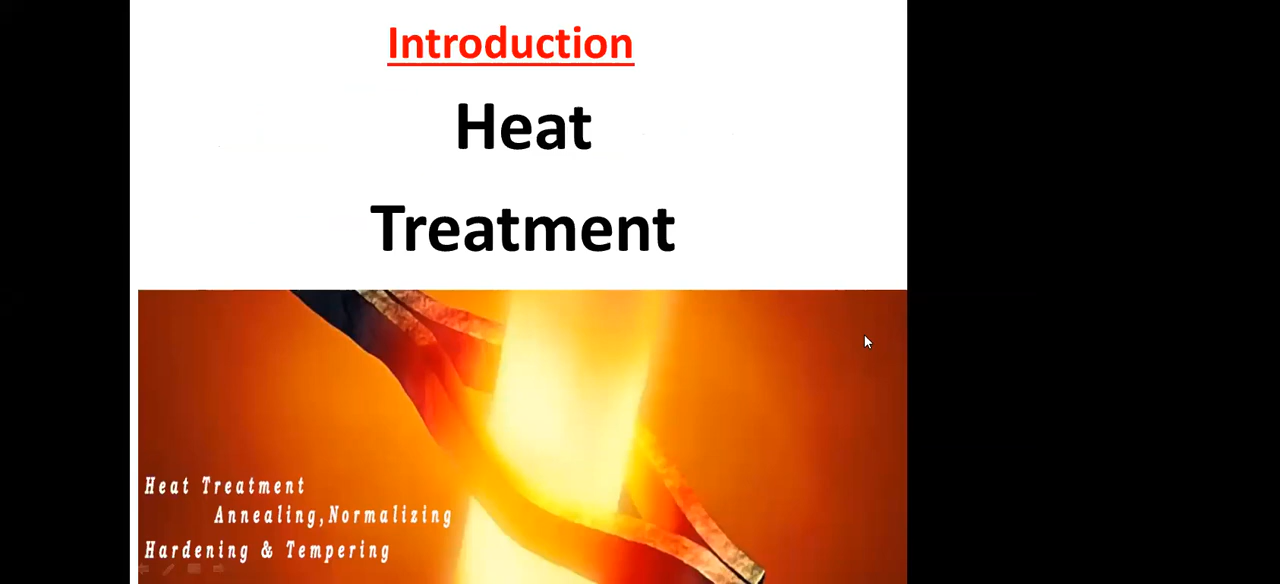 Introduction
Heat
Treatment
Heat Treatment
Annealing,Normalizing
Hardening & Tempering